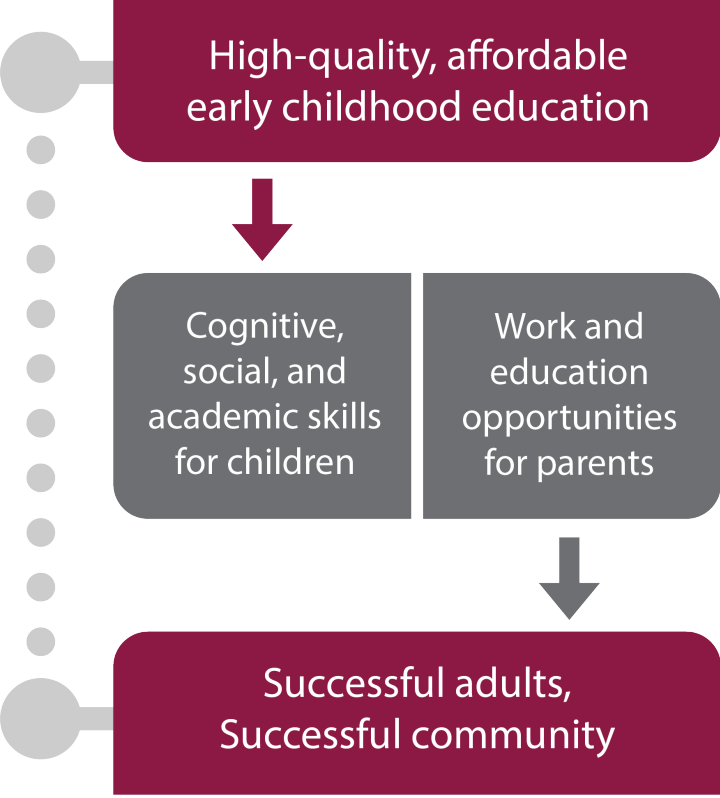 High-quality, affordable
early childhood education
Cognitive,
social, and
academic skills
for children
Work and
education
opportunities
for parents
Successful adults,
Successful community